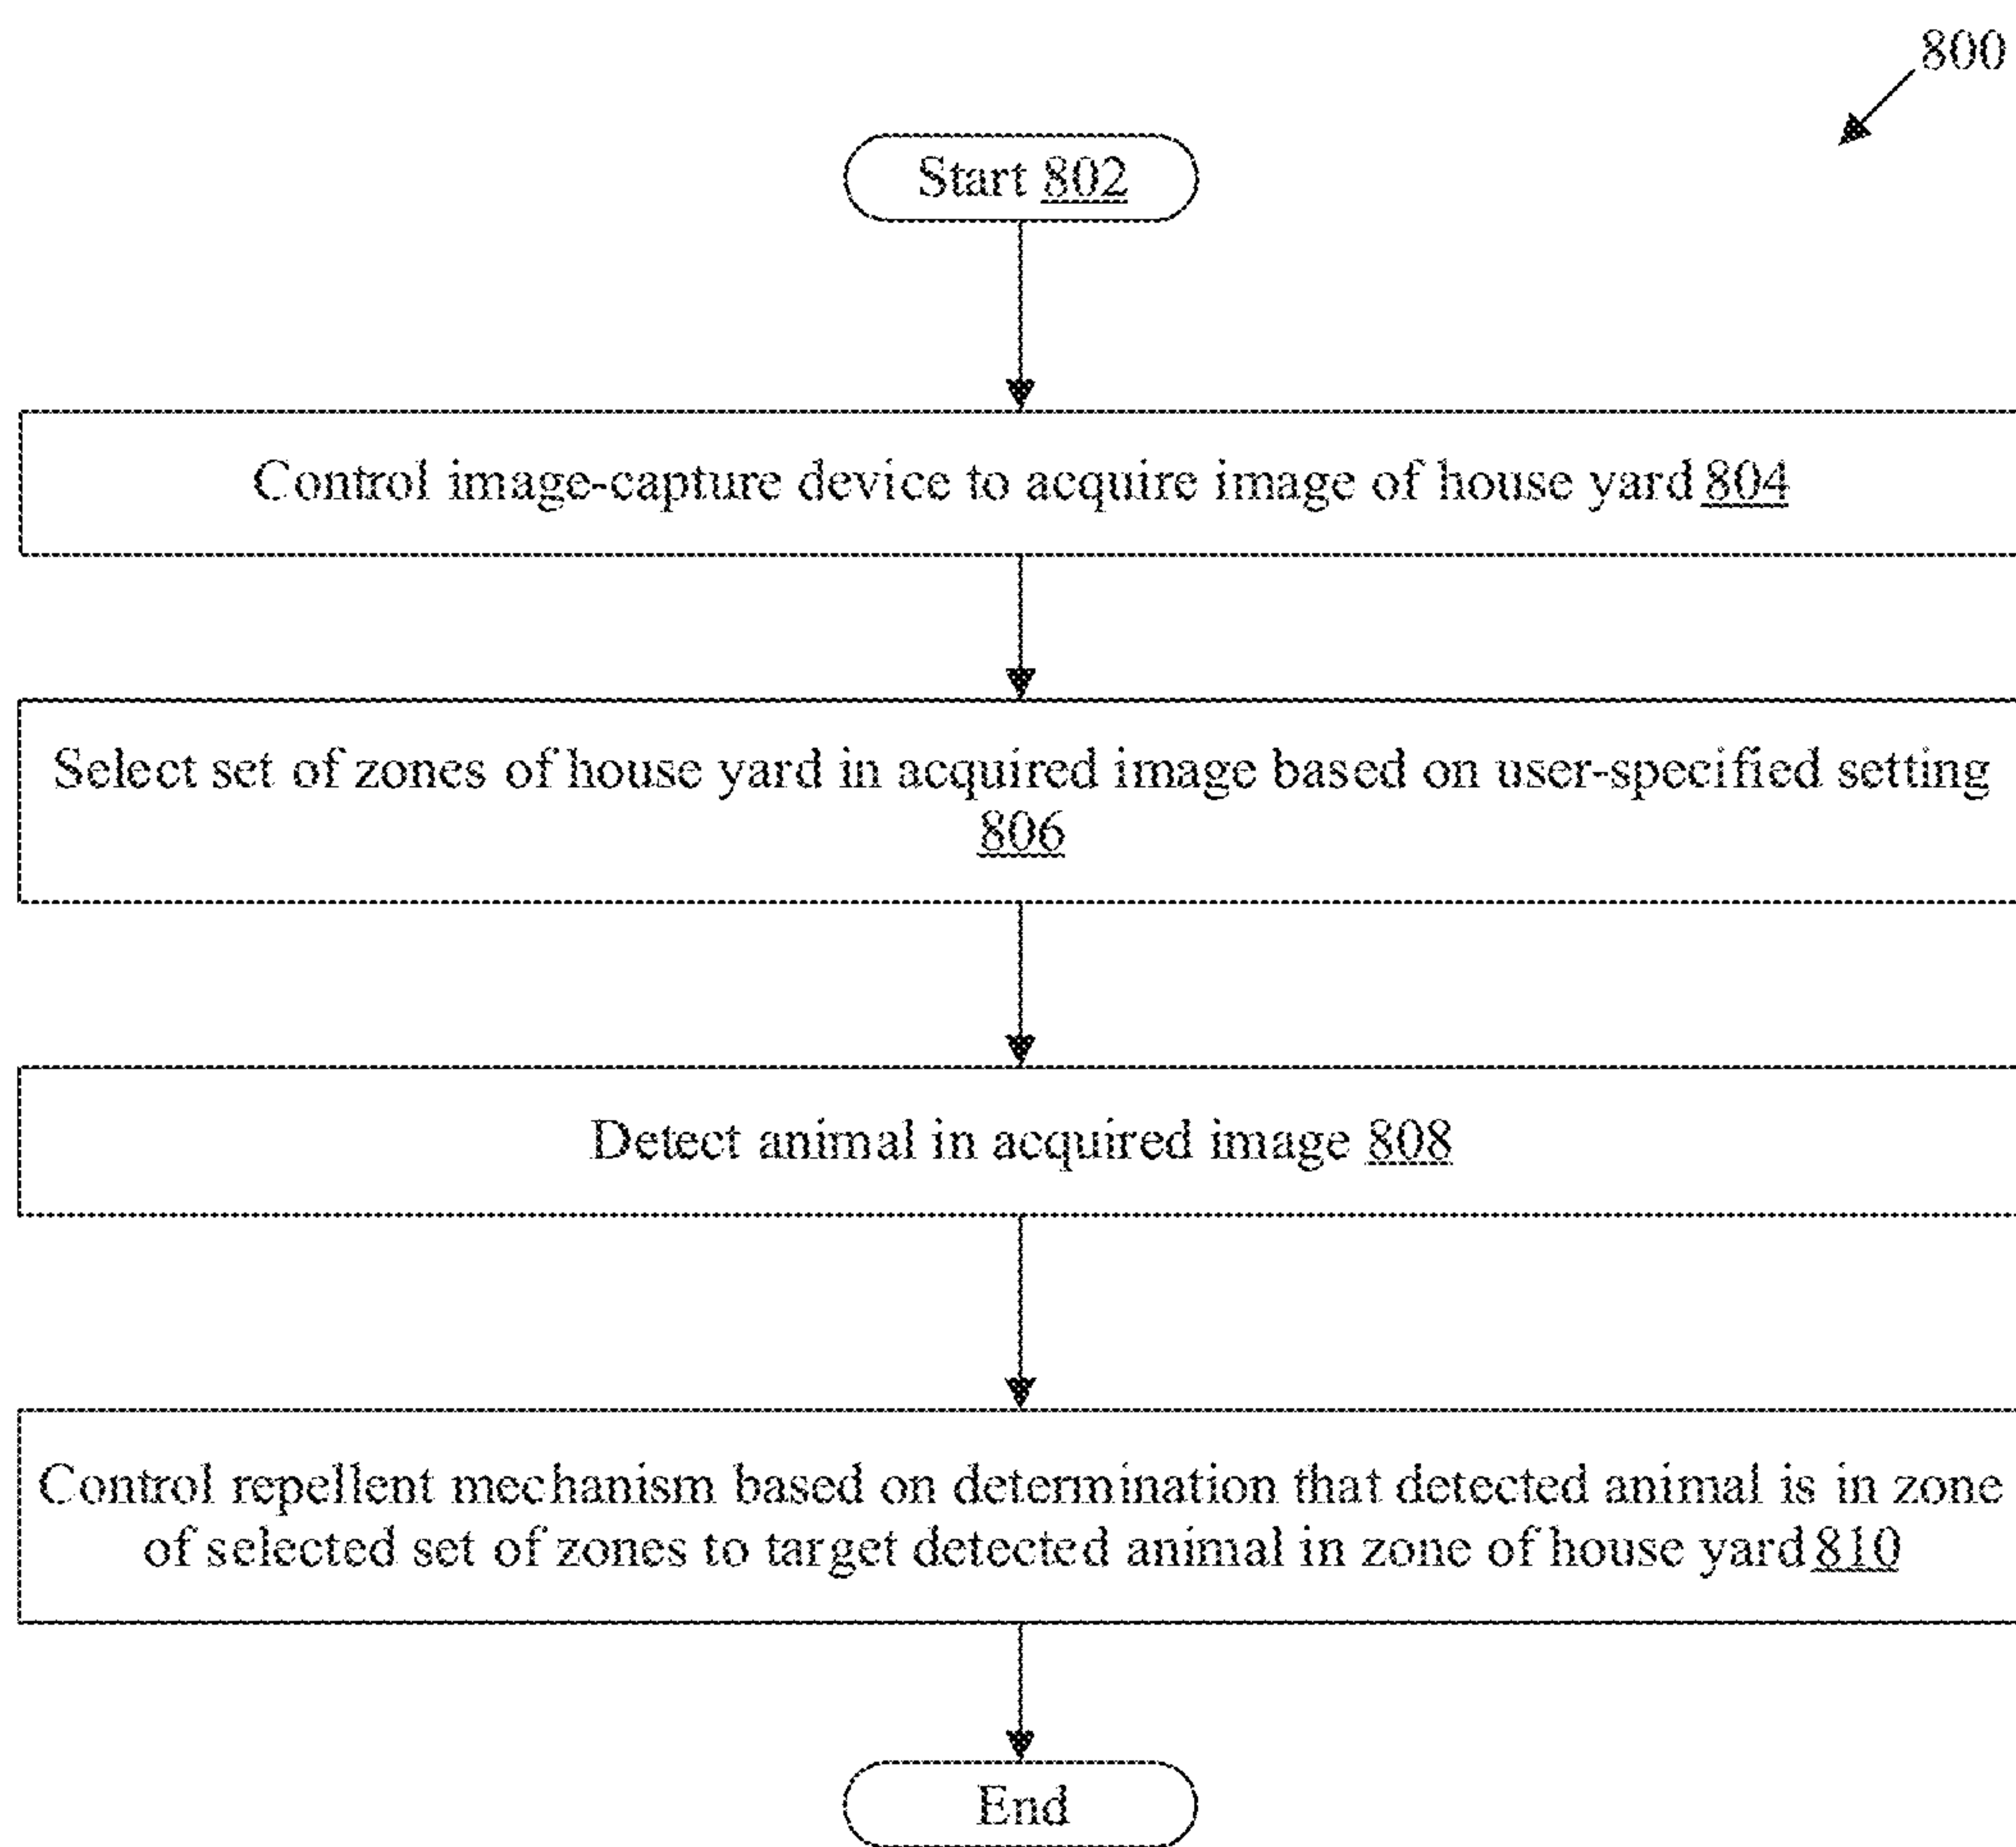 800
Start 802
Control image-capture device to acquire image of house yard 804
Select set of zones of house yard in acquired image based on user-specified setting
806
Detect animal in acquired image 808
Control repellent mechanism based on determination that detected animal is in zone
of selected set of zones to target detected animal in zone of house yard 810
End